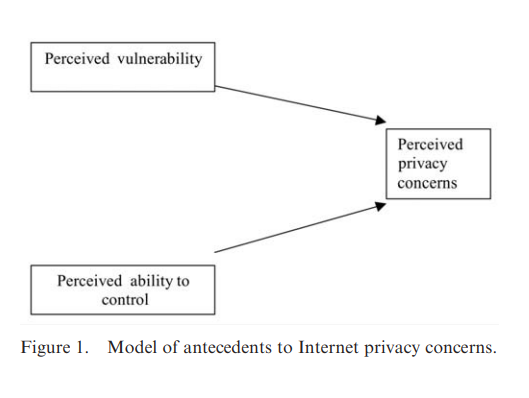 Perceived vulnerability
Perceived
privacy
concerns
Perceived ability to
control
Figure 1. Model of antecedents to Internet privacy concerns.